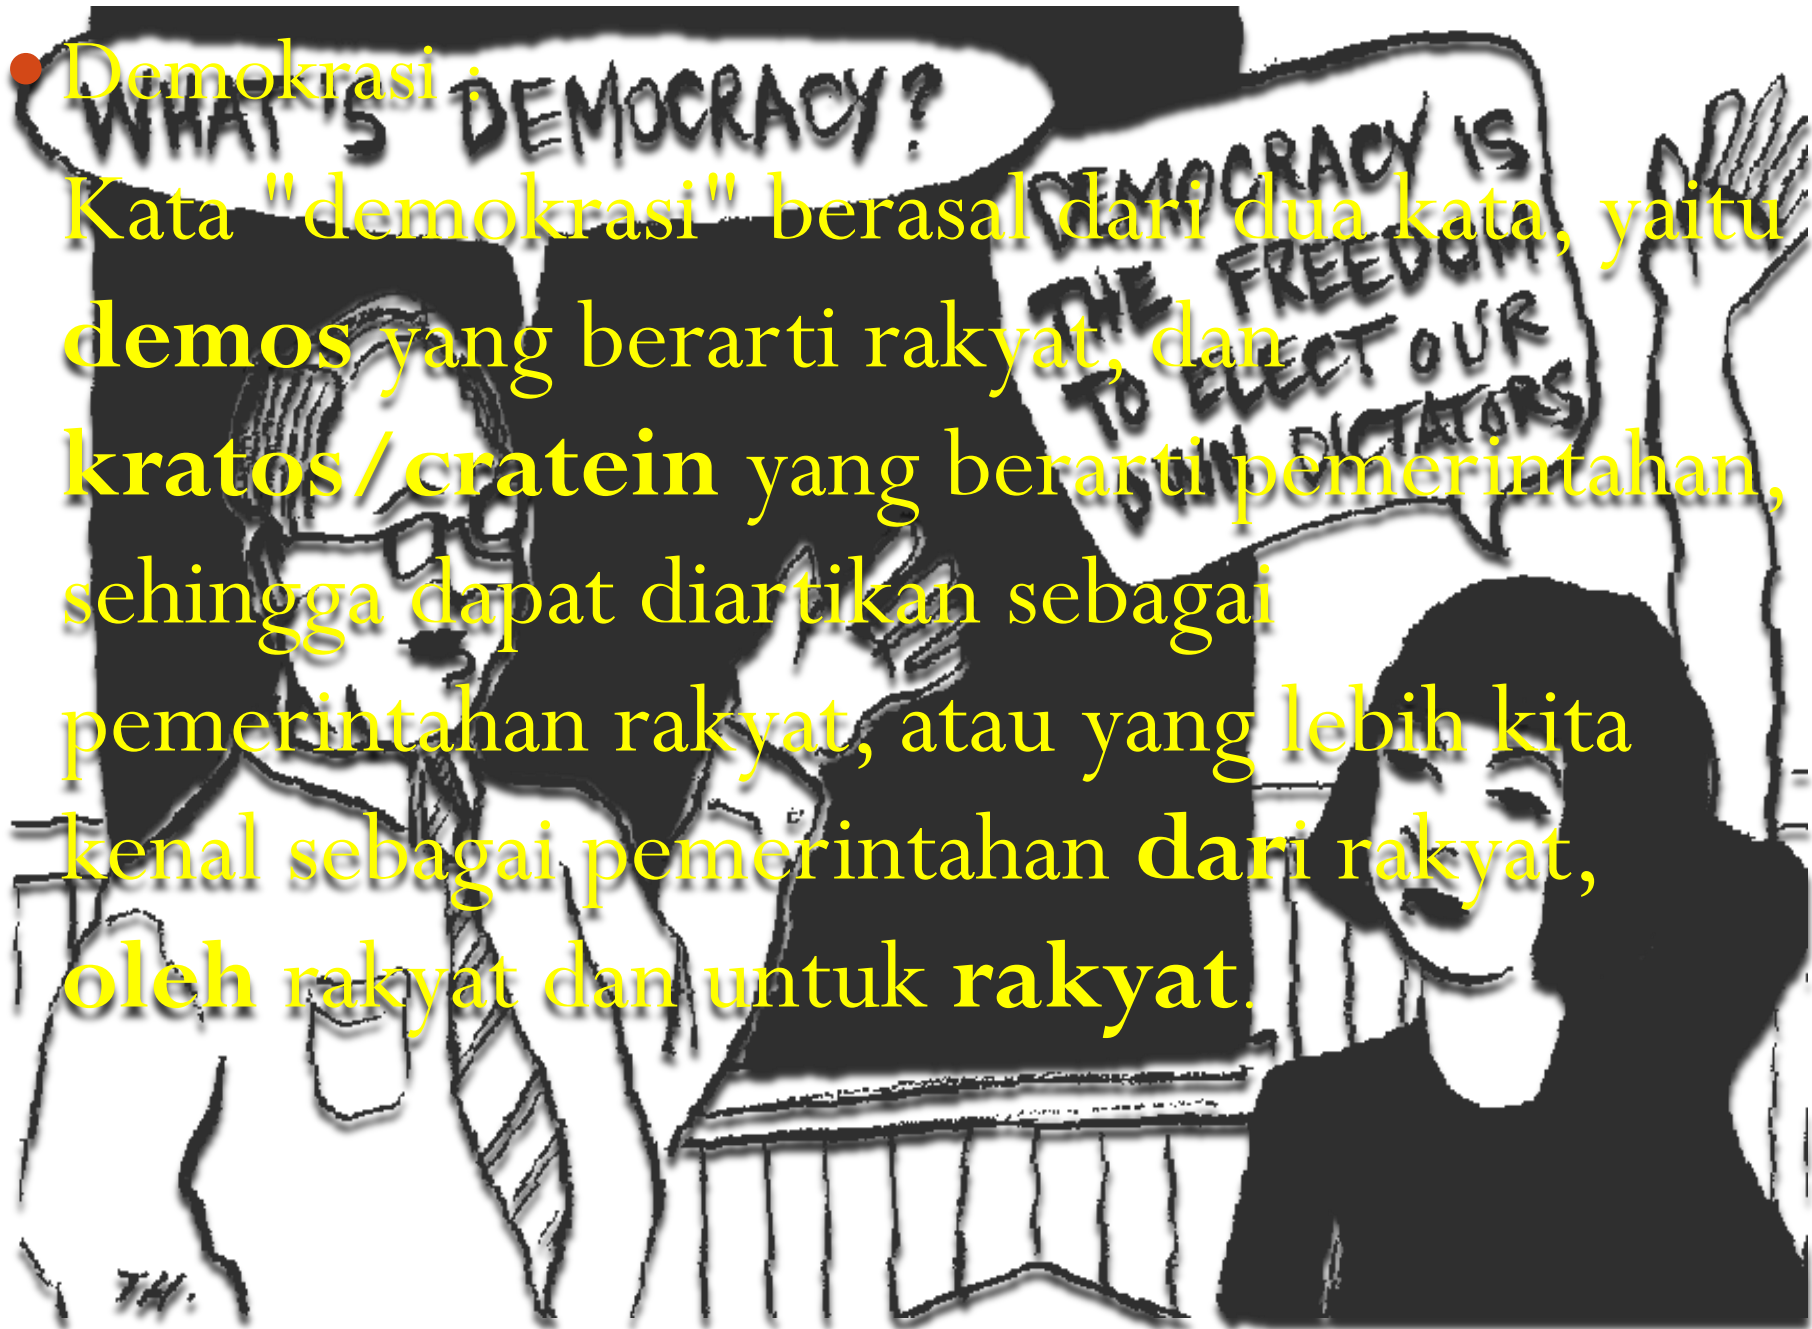 • Demokrasi :
Kata "demokrasi" berasal dari dua kata, yaitu
demos yang berarti rakyat, dan
kratos/cratein yang berarti pemerintahan,
sehingga dapat diartikan sebagai
pemerintahan rakyat, atau yang lebih kita
kenal sebagai pemerintahan dari rakyat,
oleh rakyat dan untuk rakyat.
WHAT'S DEMOCRACY?
DEMOCRACY IS
THE FREEDOM
TO ELECT OUR
OWN DICTATORS
TH.